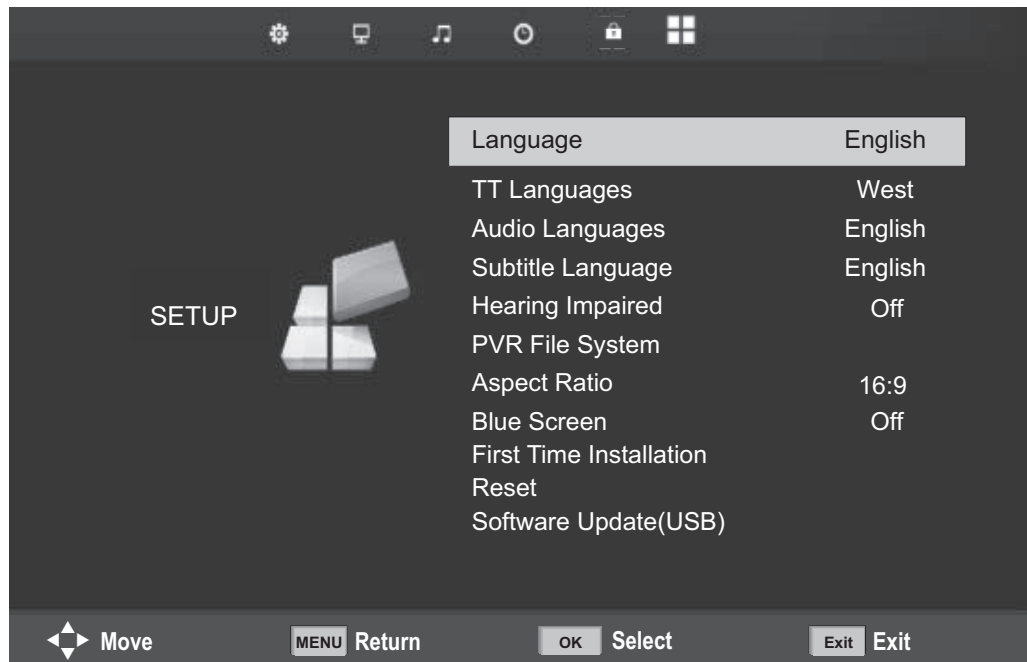 Language English
TT Languages West
Audio Languages English
Subtitle Language English
Hearing Impaired Off
SETUP
PVR File System
Aspect Ratio 16:9
Blue Screen Off
First Time Installation
Reset
Software Update(USB)
Move MENU Return OK Select Exit Exit